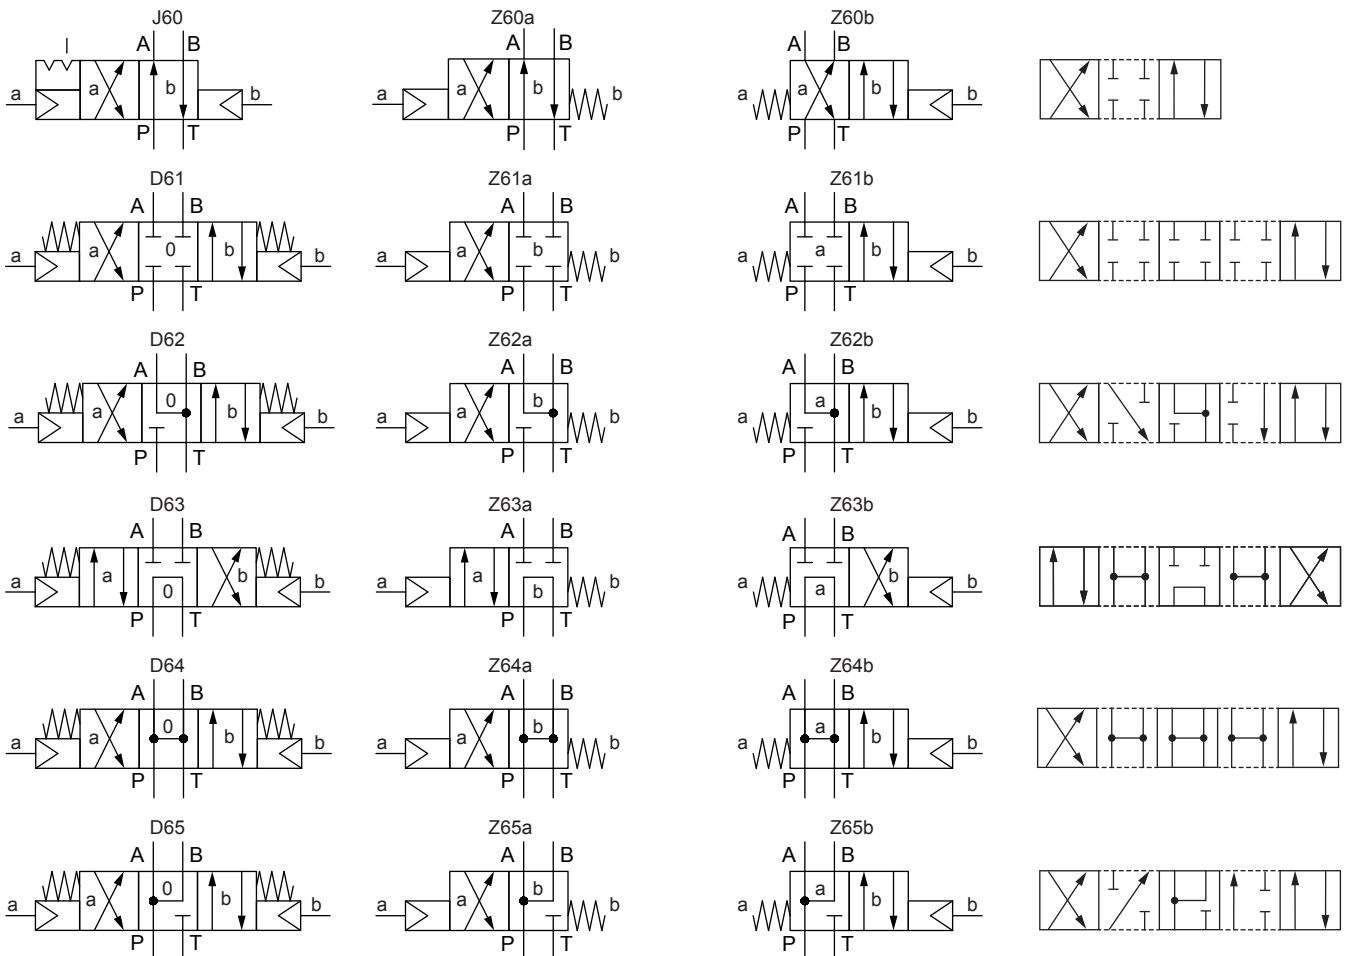 J60 Z60a Z60b
l A B A B A B
a a b b a a b b a a b b
P T P T P T
D61 Z61a Z61b
A B A B A B
a a 0 b b a a b b a a b b
P T P T P T
D62 Z62a Z62b
A B A B A B
a a 0 b b a a b b a a b b
P T P T P T
D63 Z63a Z63b
A B A B A B
a a 0 b b a a b b a a b b
P T P T P T
D64 Z64a Z64b
A B A B A B
a a 0 b b a a b b a a b b
P T P T P T
D65 Z65a Z65b
A B A B A B
a a 0 b b a a b b a a b b
P T P T P T